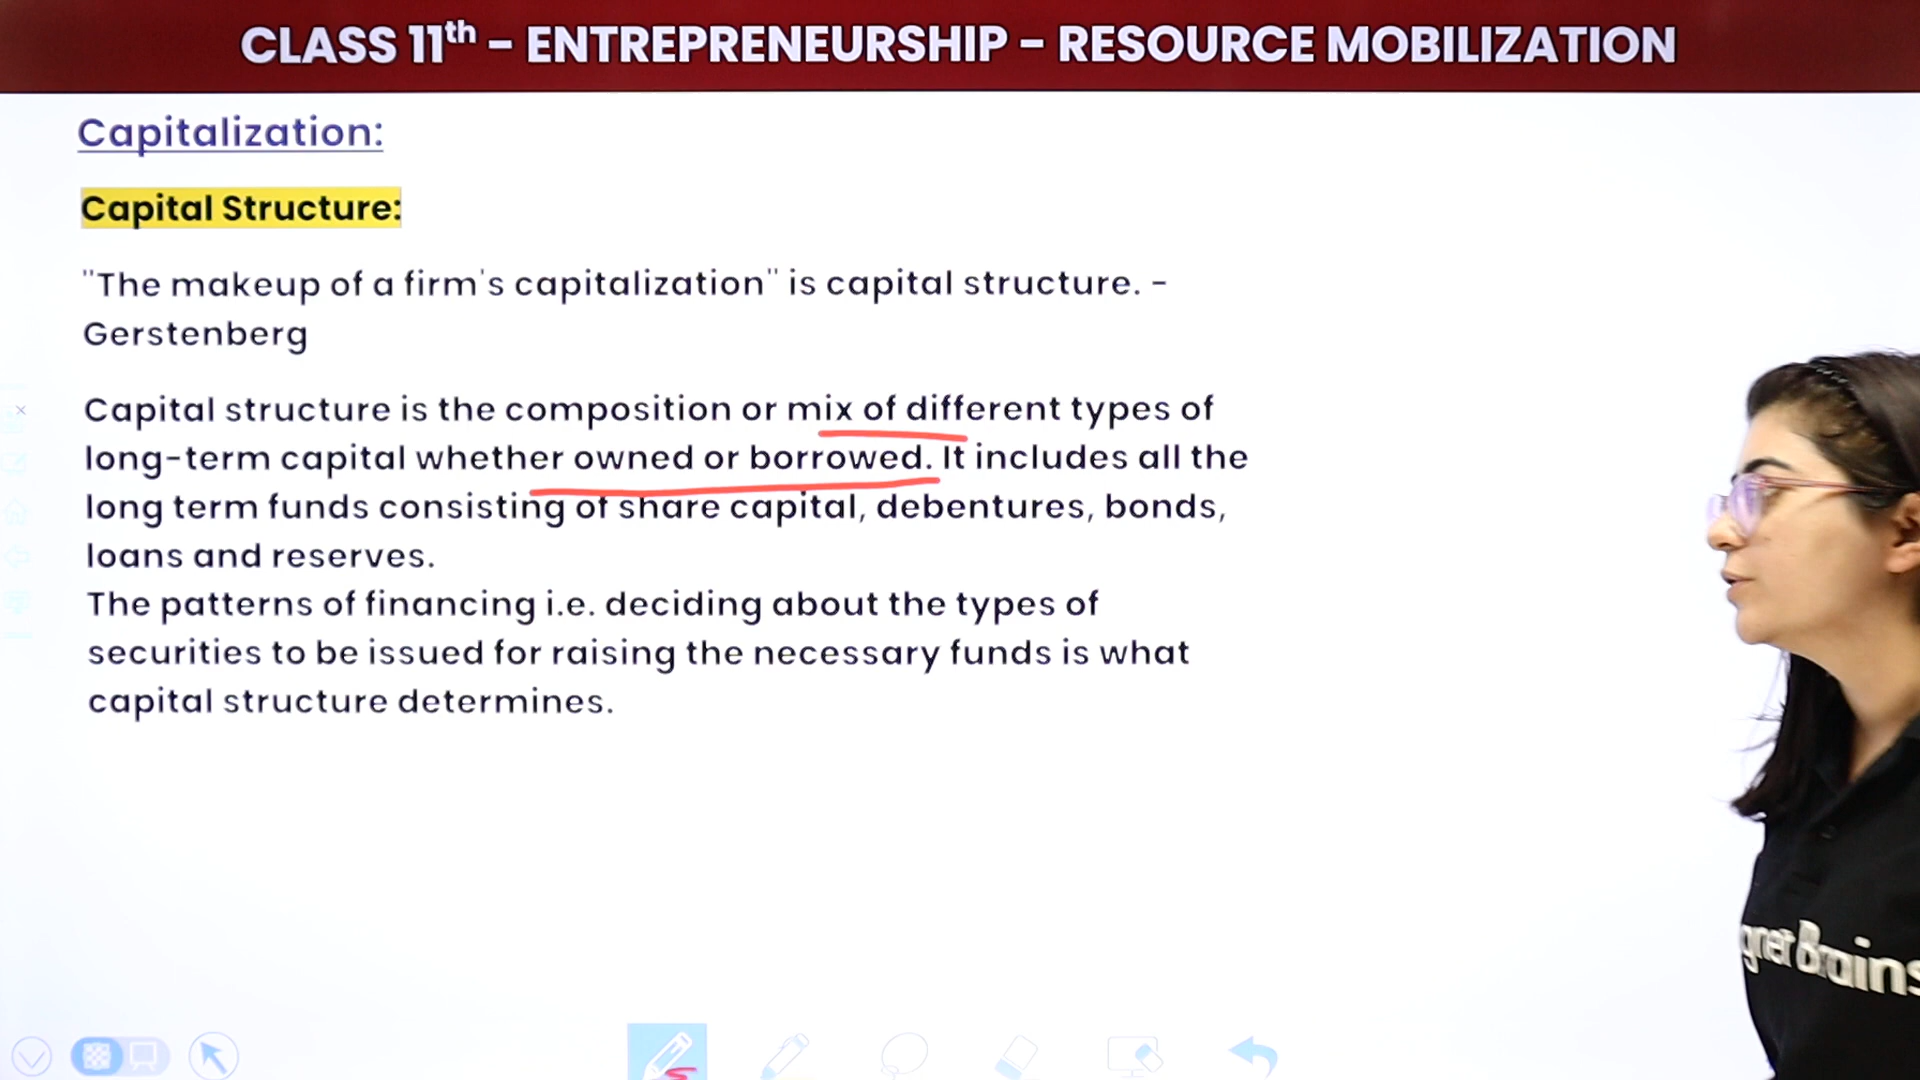 CLASS 11th - ENTREPRENEURSHIP - RESOURCE MOBILIZATION
Capitalization:
Capital Structure:
"The makeup of a firm's capitalization" is capital structure. -
Gerstenberg
Capital structure is the composition or mix of different types of
long-term capital whether owned or borrowed. It includes all the
long term funds consisting of share capital, debentures, bonds,
loans and reserves.
The patterns of financing i.e. deciding about the types of
securities to be issued for raising the necessary funds is what
capital structure determines.
gnet Brains